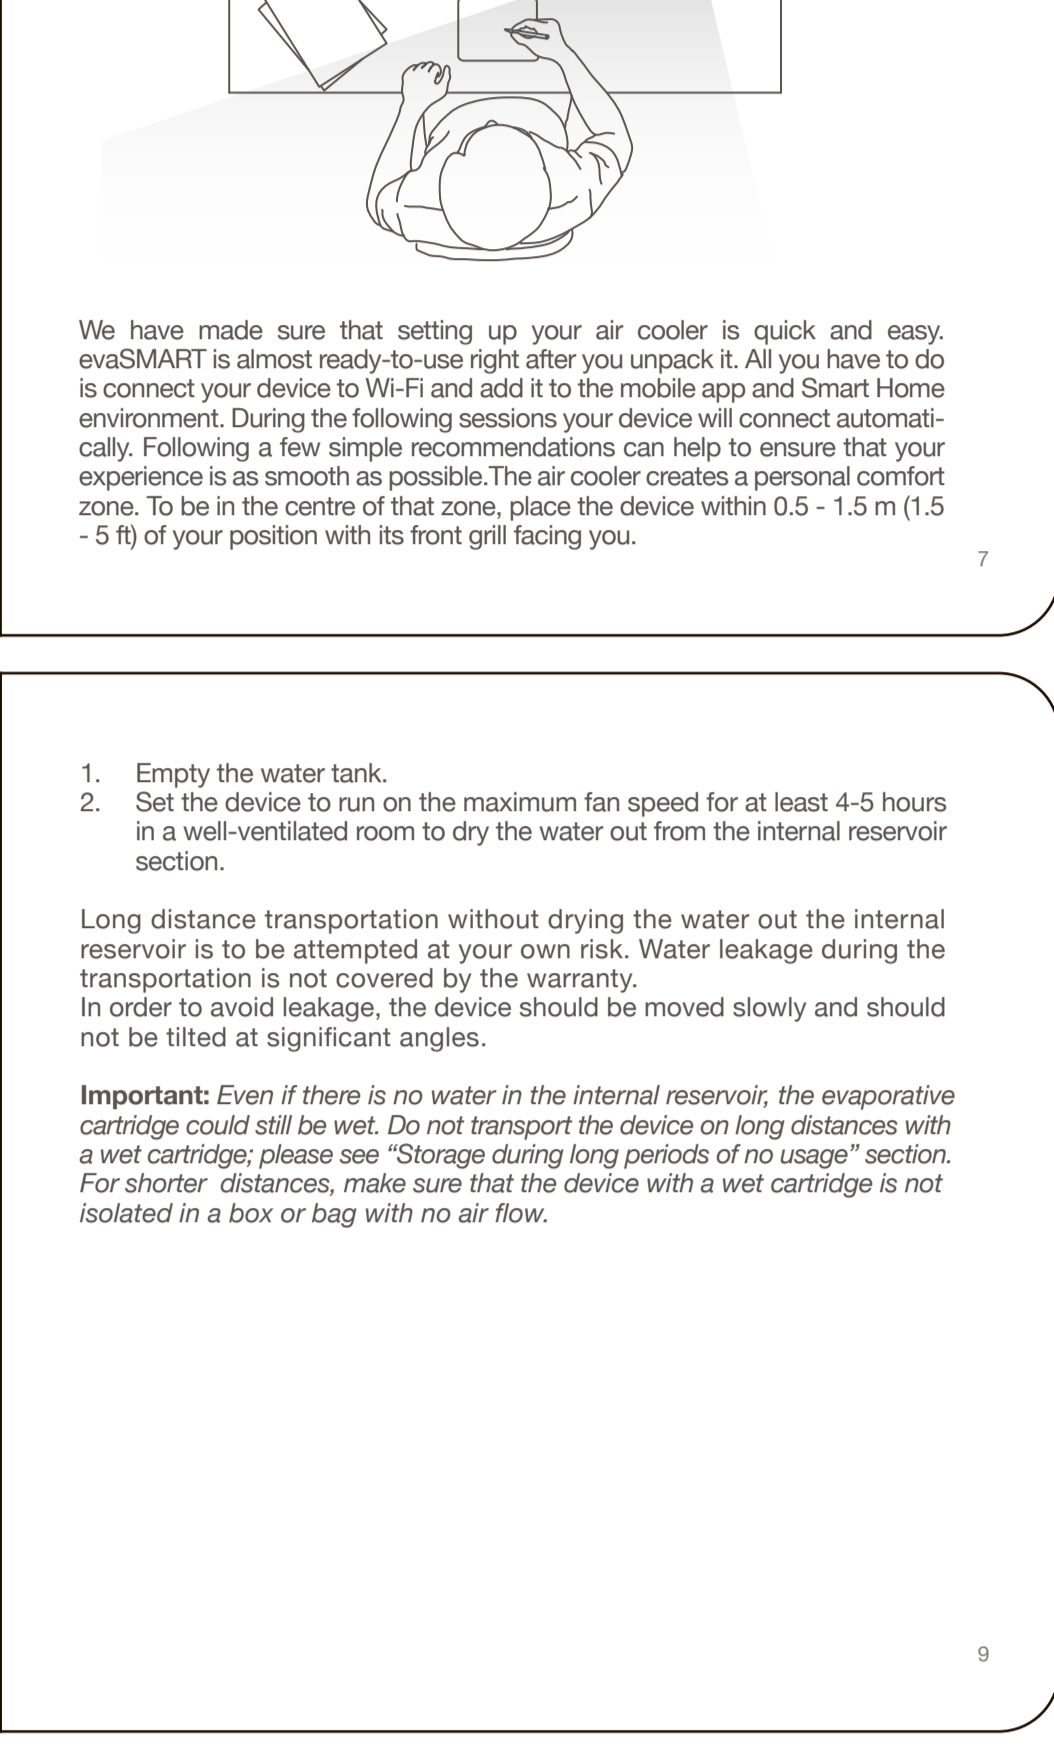 We have made sure that setting up your air cooler is quick and easy.
evaSMART is almost ready-to-use right after you unpack it. All you have to do
is connect your device to Wi-Fi and add it to the mobile app and Smart Home
environment. During the following sessions your device will connect automati-
cally. Following a few simple recommendations can help to ensure that your
experience is as smooth as possible.The air cooler creates a personal comfort
zone. To be in the centre of that zone, place the device within 0.5 - 1.5 m (1.5
- 5 ft) of your position with its front grill facing you.
7
1. Empty the water tank.
2. Set the device to run on the maximum fan speed for at least 4-5 hours
in a well-ventilated room to dry the water out from the internal reservoir
section.
Long distance transportation without drying the water out the internal
reservoir is to be attempted at your own risk. Water leakage during the
transportation is not covered by the warranty.
In order to avoid leakage, the device should be moved slowly and should
not be tilted at significant angles.
Important: Even if there is no water in the internal reservoir, the evaporative
cartridge could still be wet. Do not transport the device on long distances with
a wet cartridge; please see “Storage during long periods of no usage” section.
For shorter  distances, make sure that the device with a wet cartridge is not
isolated in a box or bag with no air flow.
9